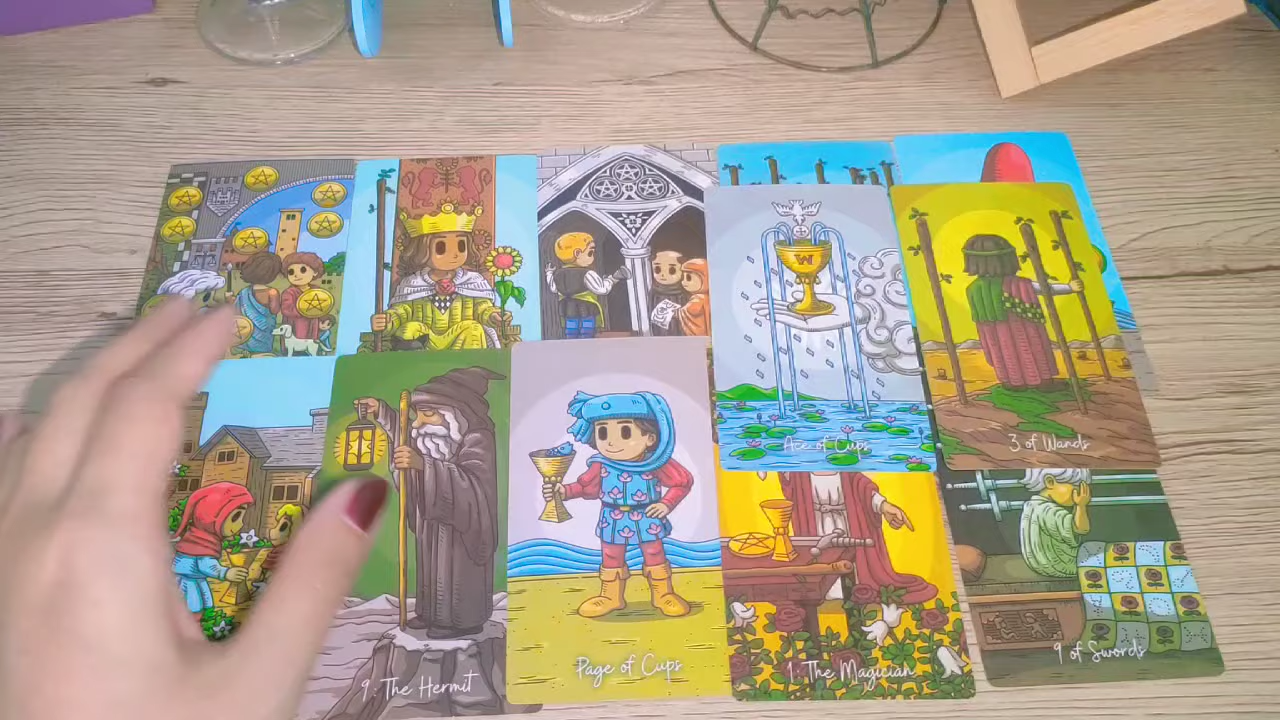 W
Ace of Cups
3 of Wands
9: The Hermit
Page of Cups
1: The Magician
9 of Swords